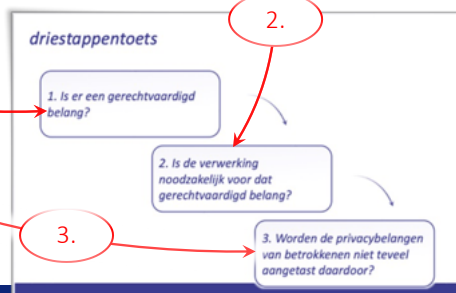 2.
driestappentoets
1. Is er een gerechtvaardigd
belang?
2. Is de verwerking
noodzakelijk voor dat
gerechtvaardigd belang?
3.
3. Worden de privacybelangen
van betrokkenen niet teveel
aangetast daardoor?